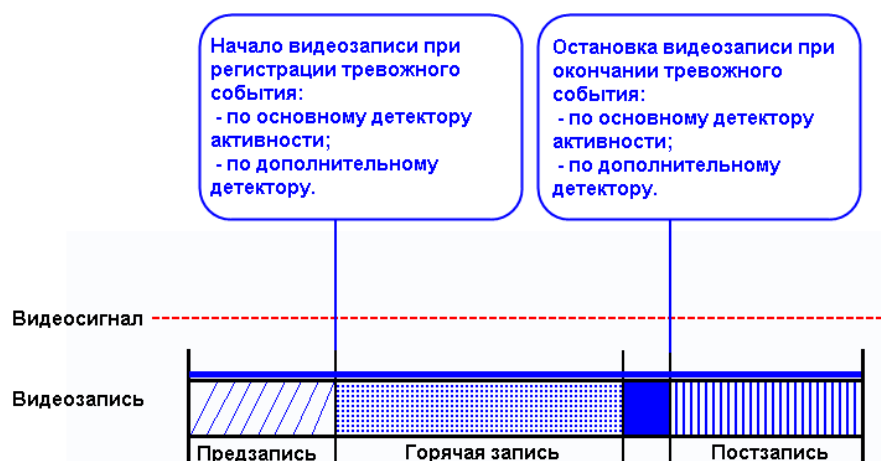 Начало видеозаписи при
регистрации тревожного
события:
- по основному детектору
активности;
- по дополнительному
детектору.
Остановка видеозаписи при
окончании тревожного
события:
- по основному детектору
активности;
- по дополнительному
детектору.
Видеосигнал
Видеозапись
Предзапись
Горячая запись
Постзапись